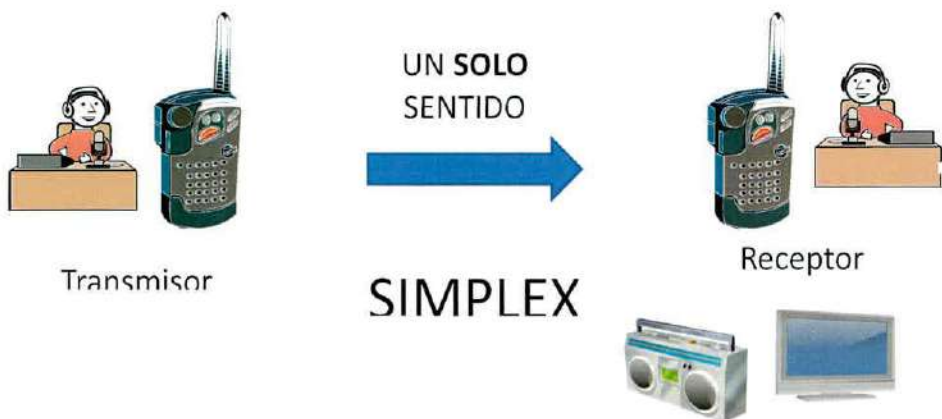 UN SOLO
SENTIDO
Transmisor
Receptor
SIMPLEX